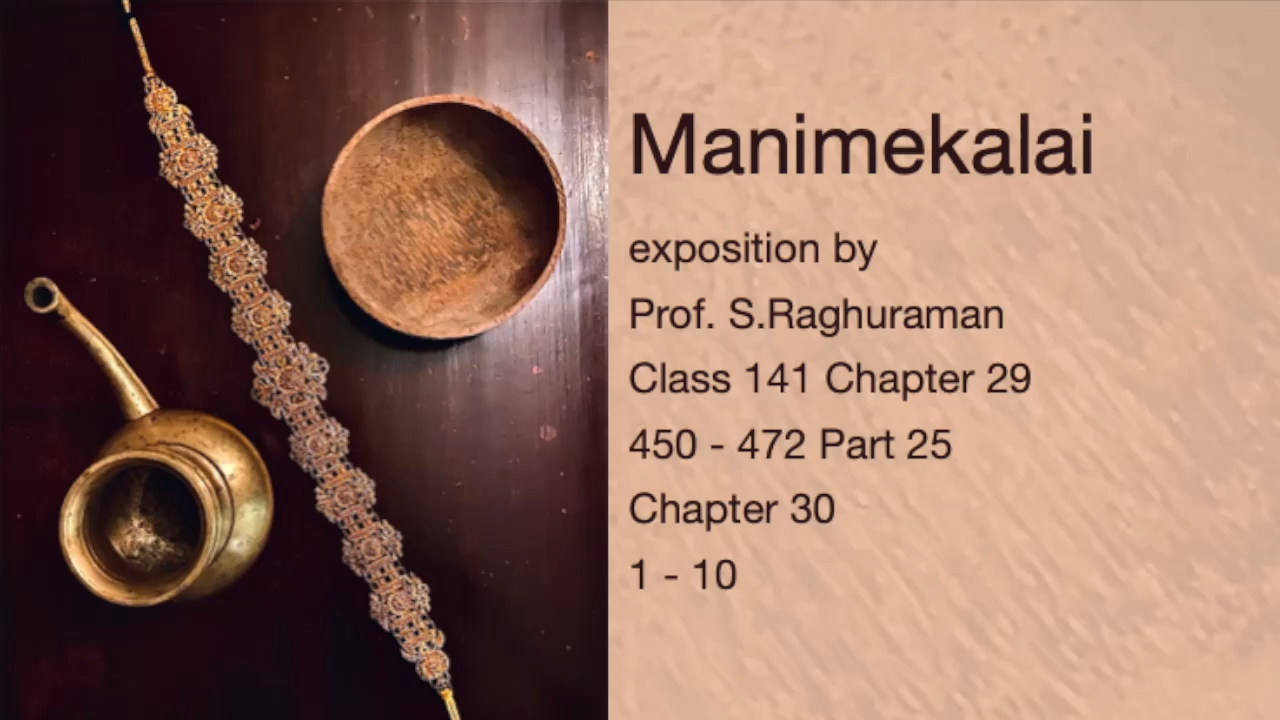 Manimekalai
exposition by
Prof. S.Raghuraman
Class 141 Chapter 29
450 - 472 Part 25
Chapter 30
1 - 10